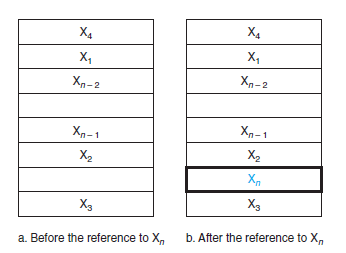 X4
X1
Xn – 2
Xn – 1
X2
X3
a. Before the reference to Xn
X4
X1
Xn – 2
Xn – 1
X2
Xn
X3
b. After the reference to Xn